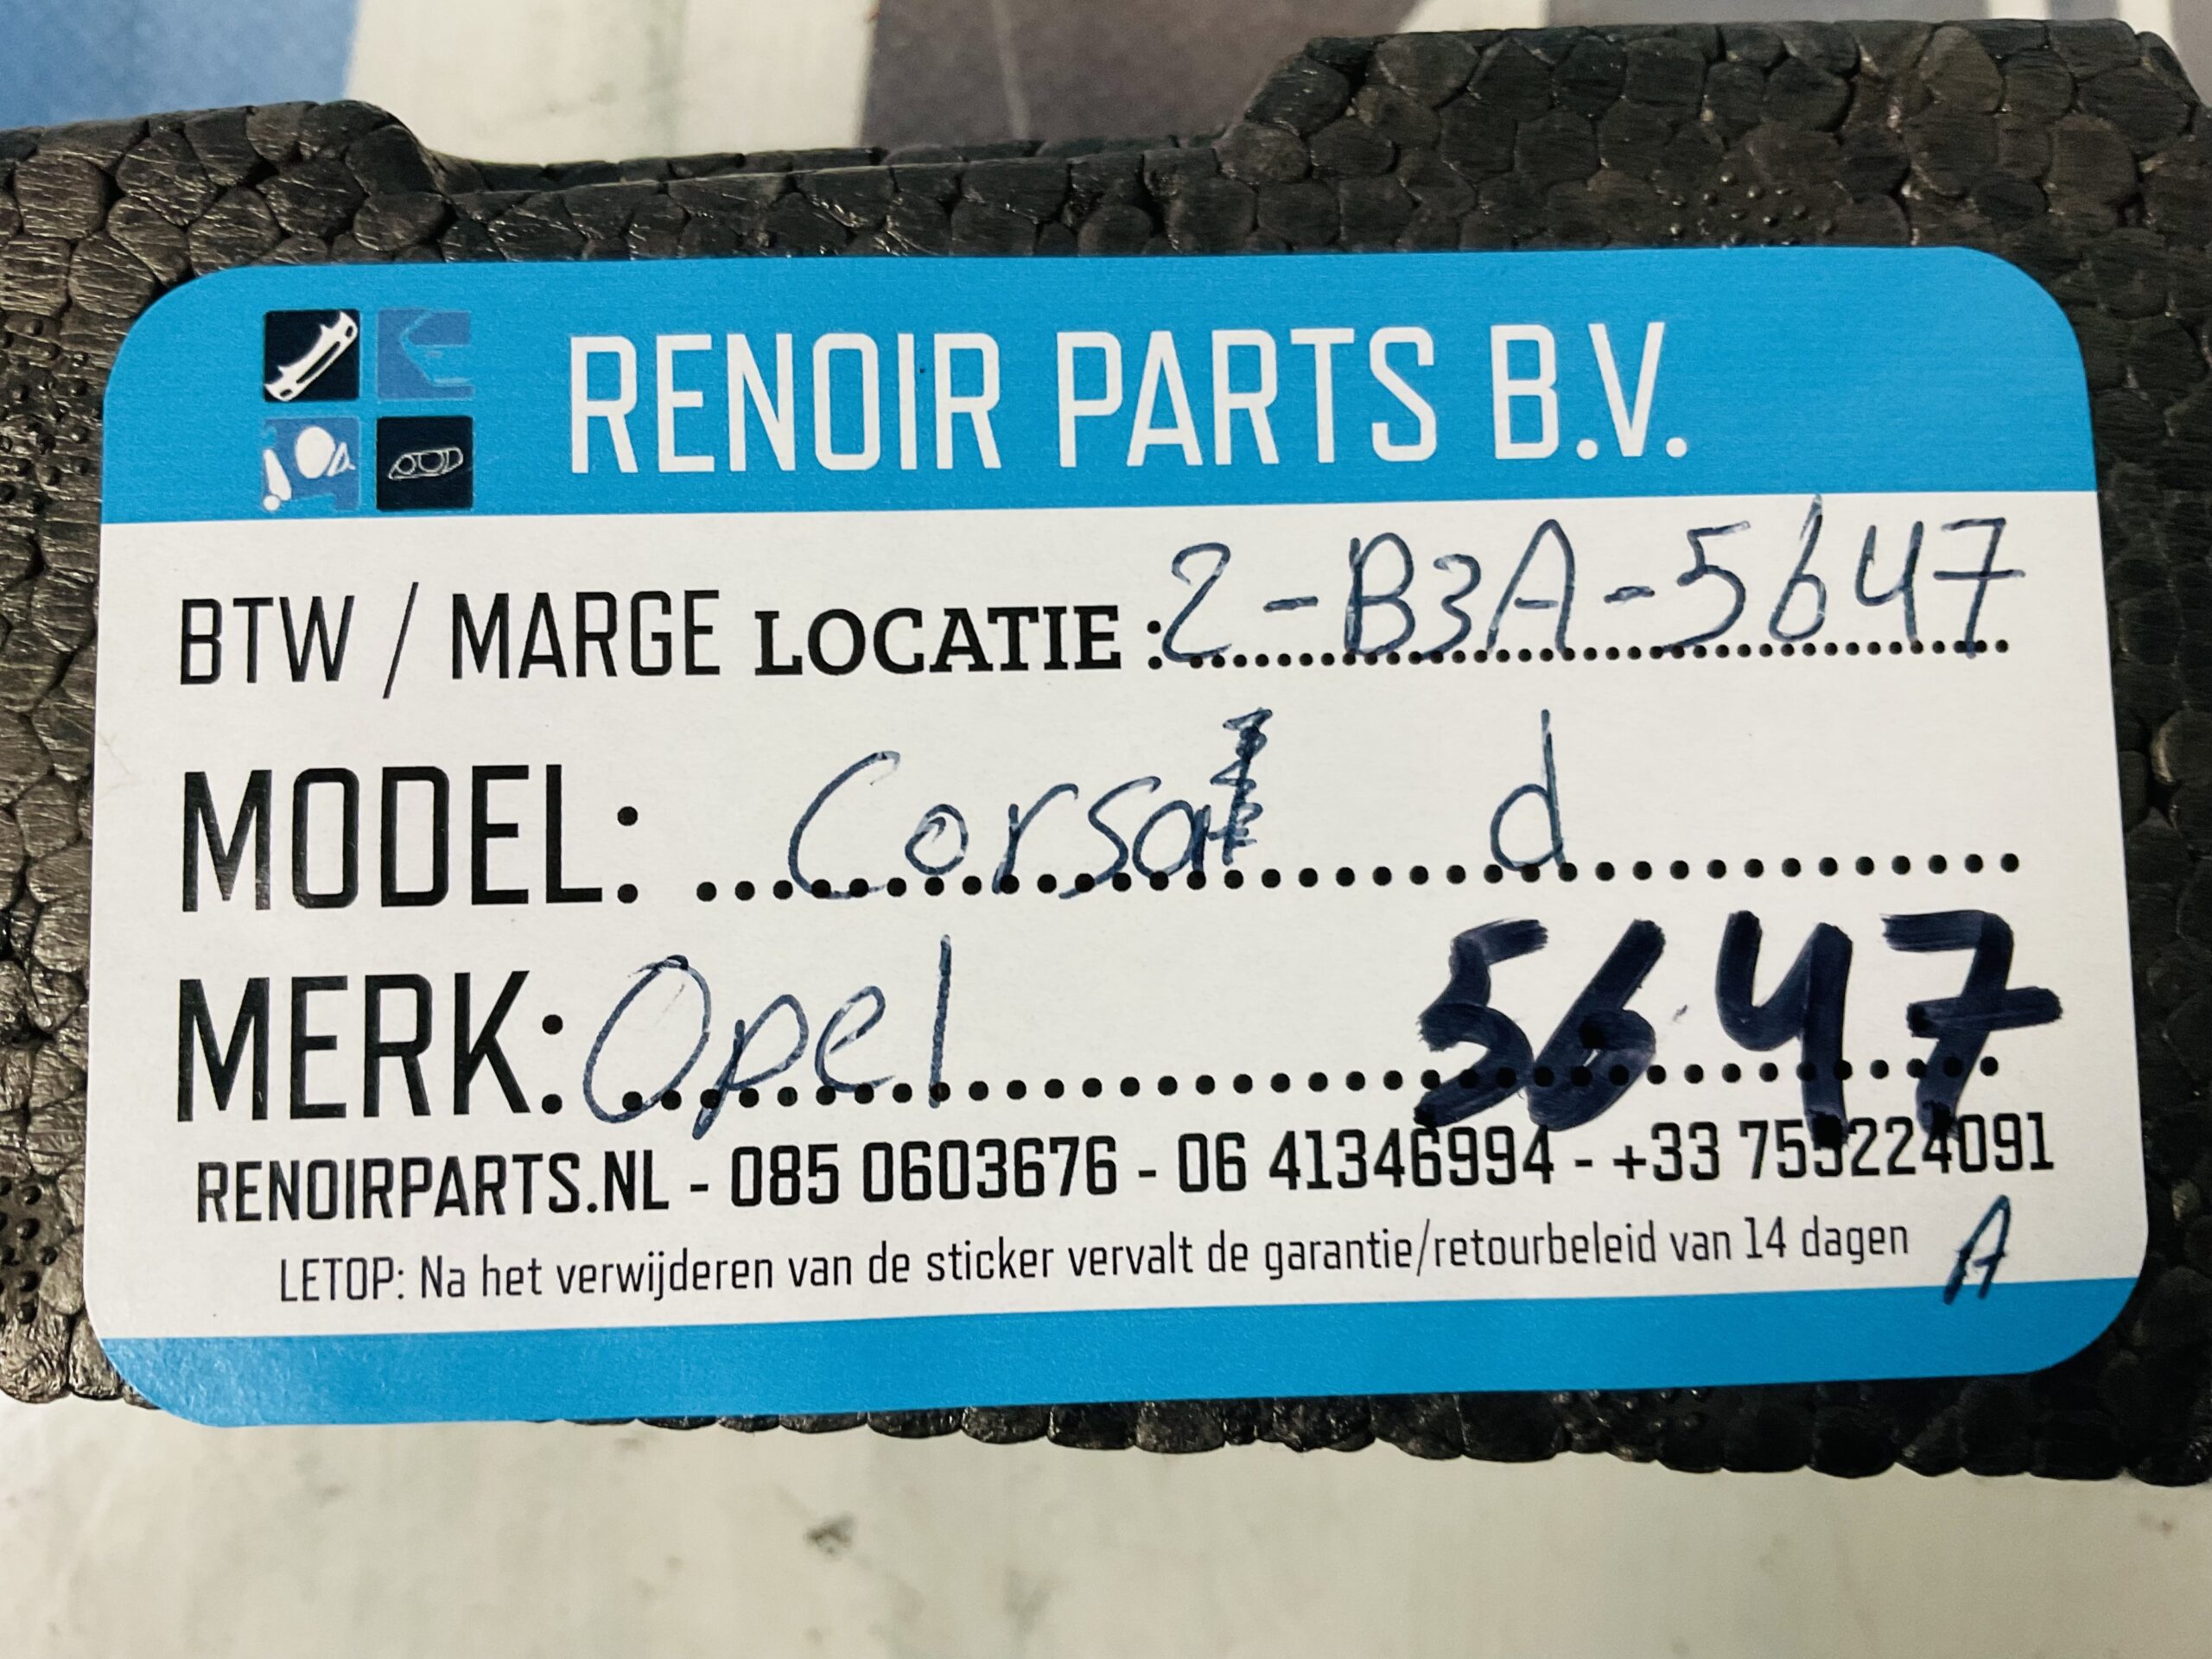 RENOIR PARTS B.V.
BTW / MARGE LOCATIE : 2-B3A-5647
MODEL: Corsa d
MERK: Opel 5647
RENOIRPARTS.NL - 085 0603676 - 06 41346994 - +33 755224091
LETOP: Na het verwijderen van de sticker vervalt de garantie/retourbeleid van 14 dagen A